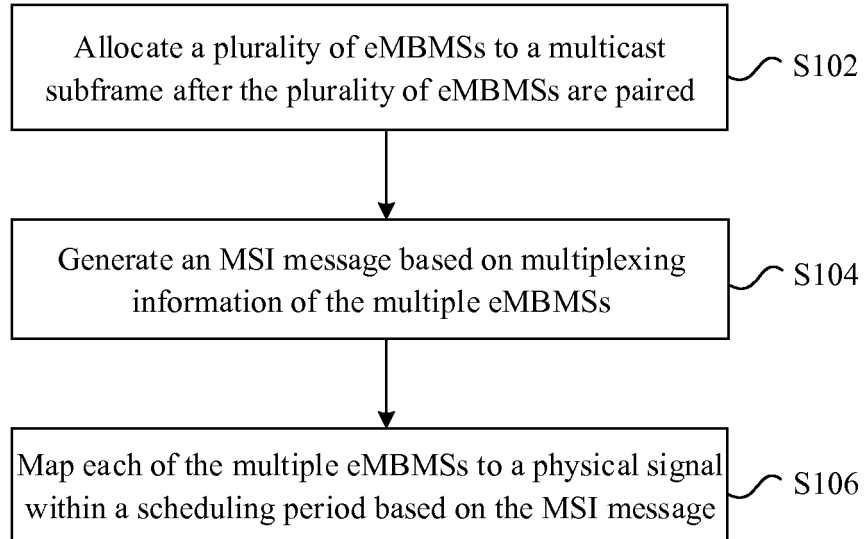 Allocate a plurality of eMBMSs to a multicast
subframe after the plurality of eMBMSs are paired
S102
Generate an MSI message based on multiplexing
information of the multiple eMBMSs
S104
Map each of the multiple eMBMSs to a physical signal
within a scheduling period based on the MSI message
S106